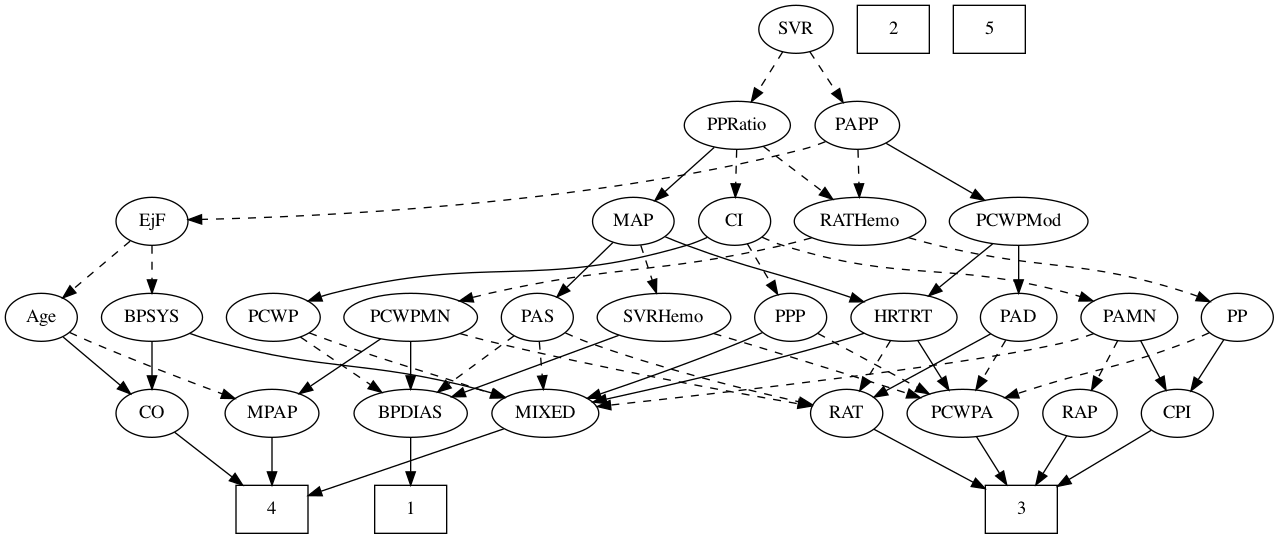 SVR
2
5
PPRatio
PAPP
EjF
MAP
CI
RATHemo
PCWPMod
Age
BPSYS
PCWP
PCWPMN
PAS
SVRHemo
PPP
HRTRT
PAD
PAMN
PP
CO
MPAP
BPDIAS
MIXED
RAT
PCWPA
RAP
CPI
4
1
3